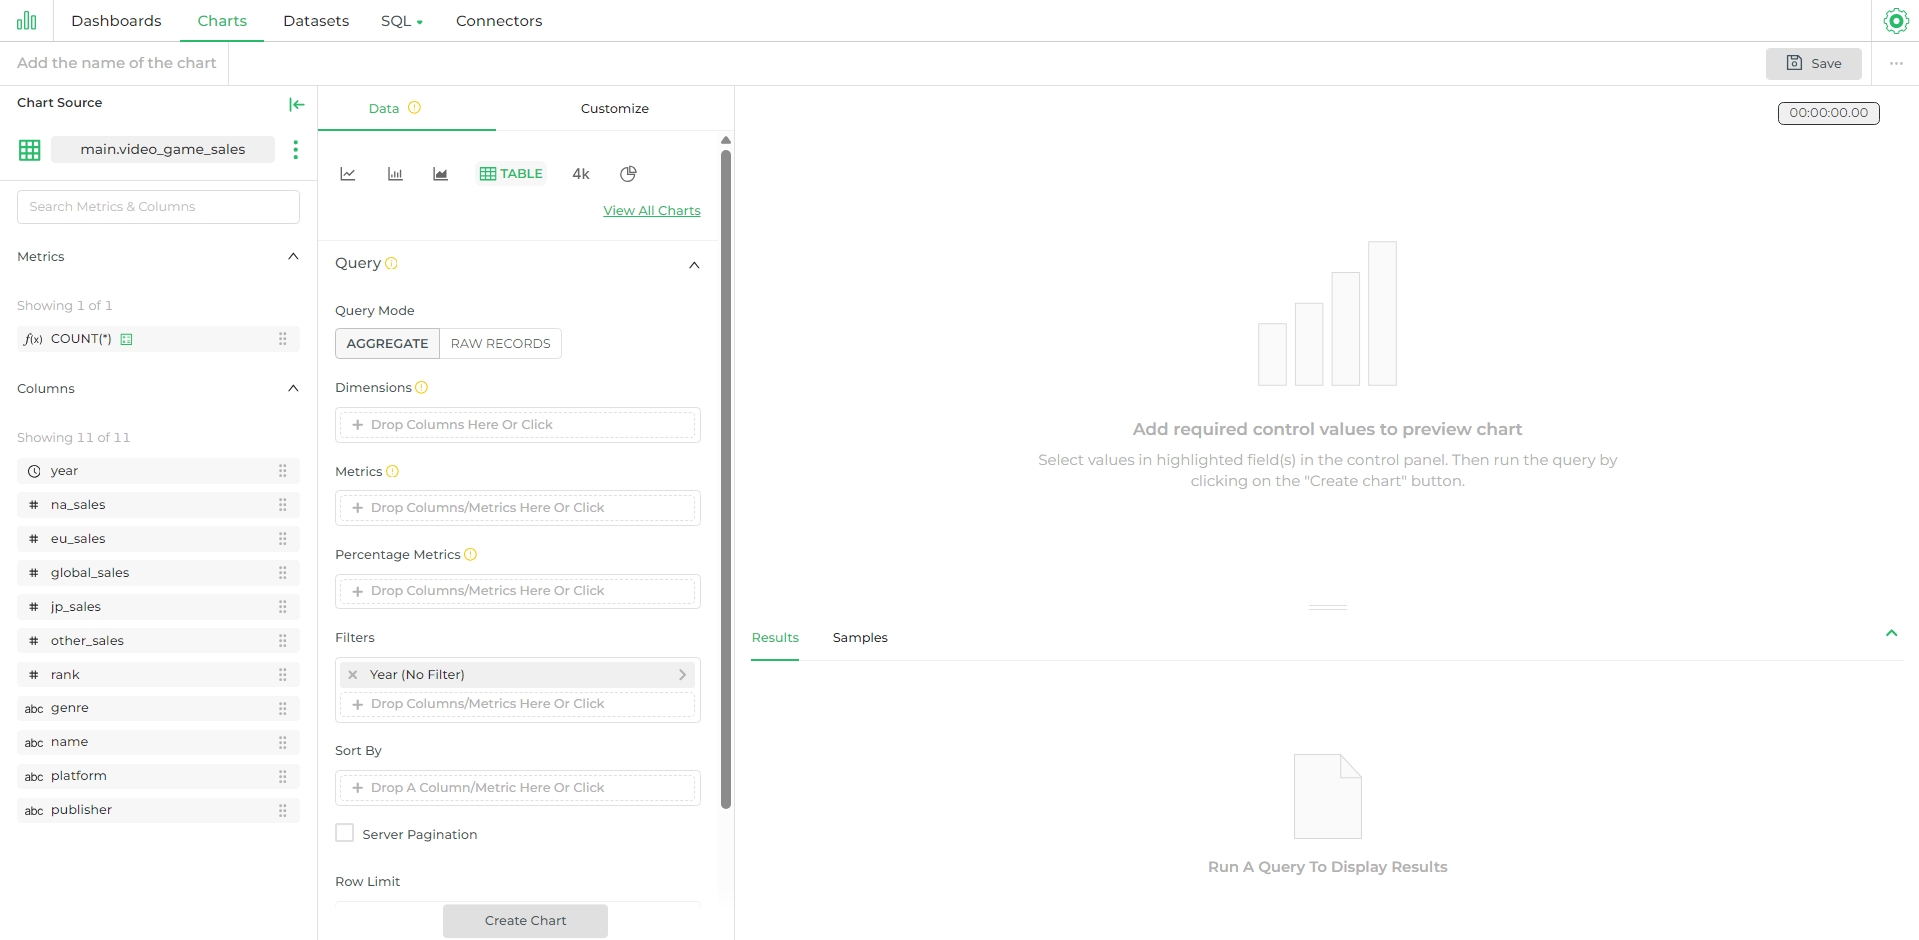 Dashboards
Charts
Datasets
SQL
Connectors
Add the name of the chart
Save
Chart Source
main.video_game_sales
Search Metrics & Columns
Metrics
Showing 1 of 1
f(x) COUNT(*)
Columns
Showing 11 of 11
year
# na_sales
# eu_sales
# global_sales
# jp_sales
# other_sales
# rank
abc genre
abc name
abc platform
abc publisher
Data
Customize
TABLE
4k
View All Charts
Query
Query Mode
AGGREGATE
RAW RECORDS
Dimensions
+ Drop Columns Here Or Click
Metrics
+ Drop Columns/Metrics Here Or Click
Percentage Metrics
+ Drop Columns/Metrics Here Or Click
Filters
Year (No Filter)
+ Drop Columns/Metrics Here Or Click
Sort By
+ Drop A Column/Metric Here Or Click
Server Pagination
Row Limit
Create Chart
00:00:00.00
Add required control values to preview chart
Select values in highlighted field(s) in the control panel. Then run the query by
clicking on the "Create chart" button.
Results
Samples
Run A Query To Display Results